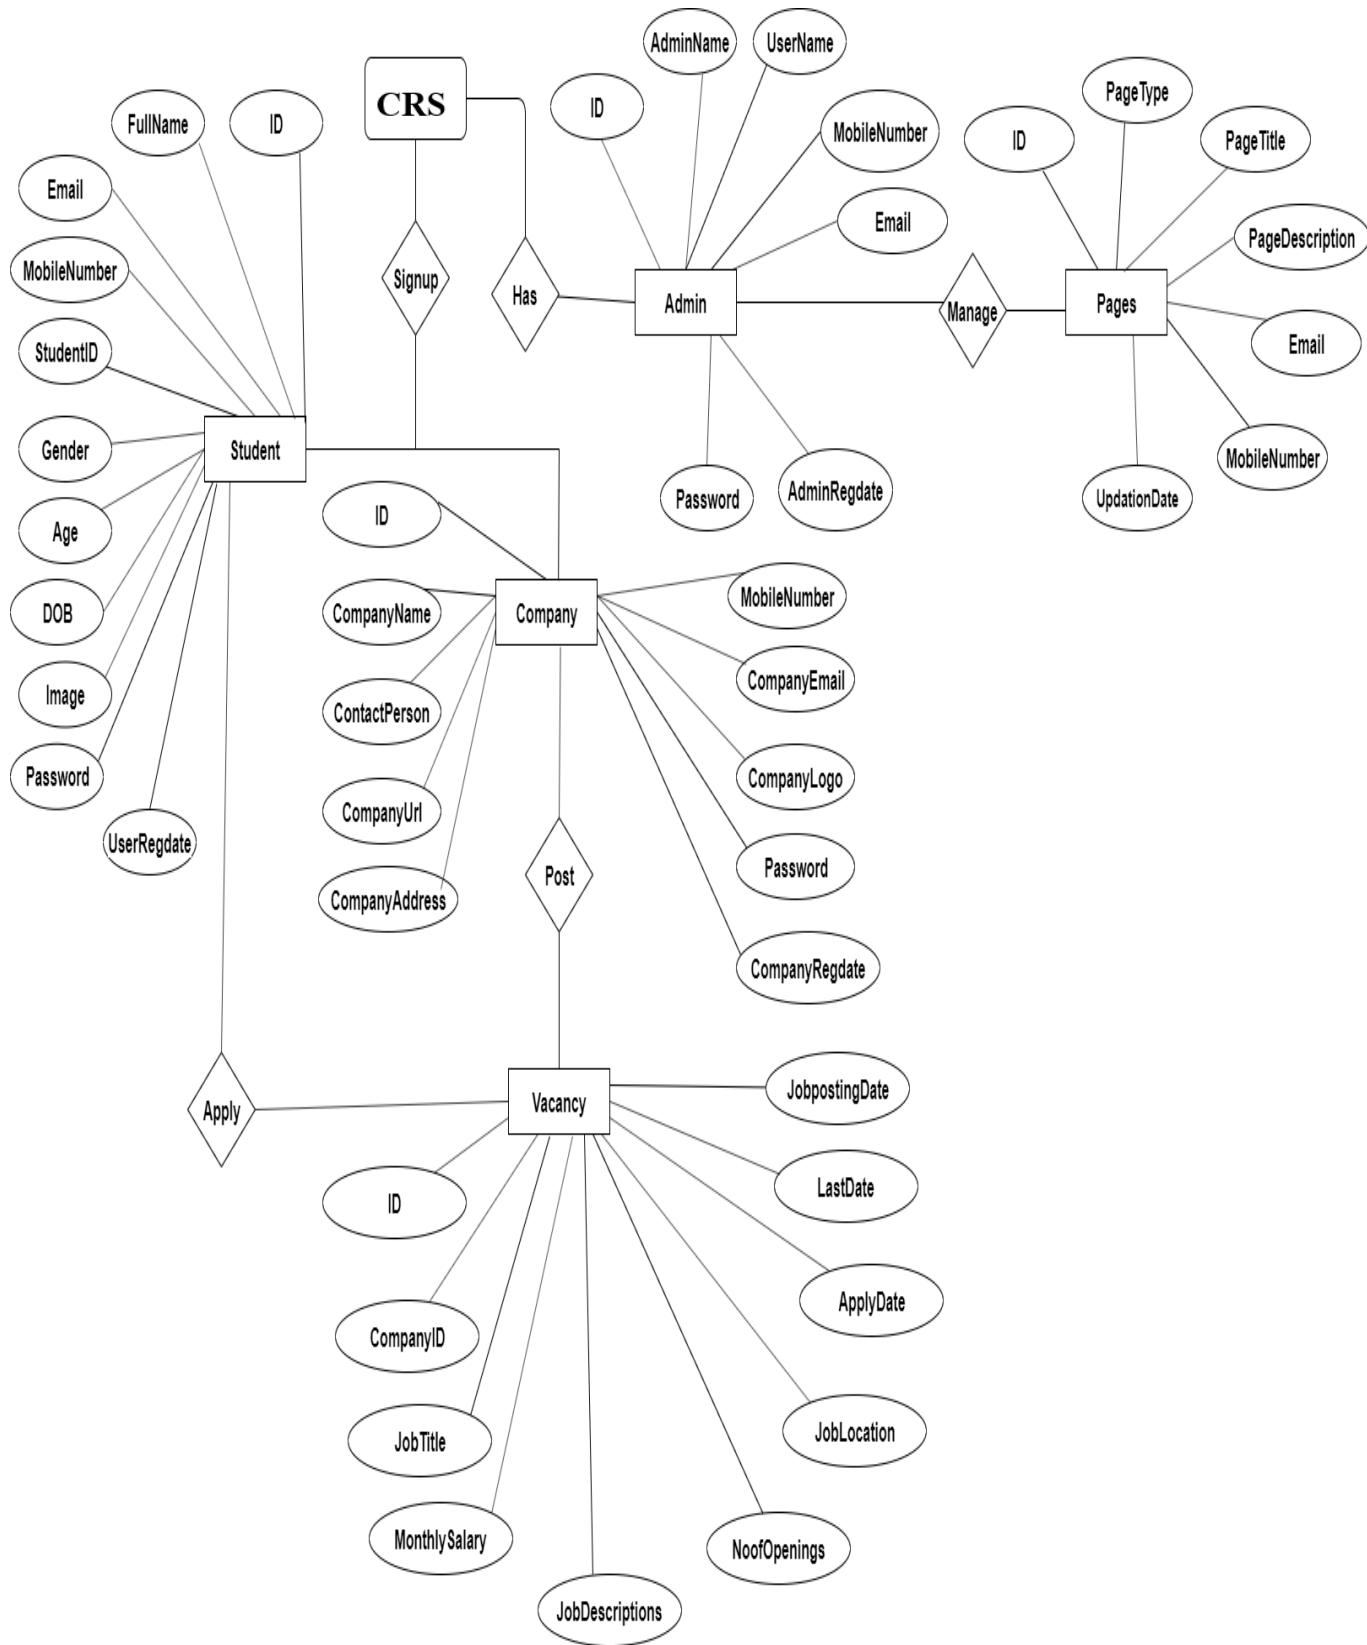 AdminName
UserName
CRS
PageType
ID
FullName
ID
MobileNumber
ID
PageTitle
Email
Email
PageDescription
MobileNumber
Signup
Has
Admin
Manage
Pages
StudentID
Email
Gender
Student
MobileNumber
Password
AdminRegdate
UpdationDate
ID
Age
CompanyName
Company
MobileNumber
DOB
CompanyEmail
Image
ContactPerson
Password
CompanyLogo
CompanyUrl
UserRegdate
Password
Post
CompanyAddress
CompanyRegdate
JobpostingDate
Apply
Vacancy
LastDate
ID
ApplyDate
CompanyID
JobLocation
JobTitle
MonthlySalary
NoofOpenings
JobDescriptions